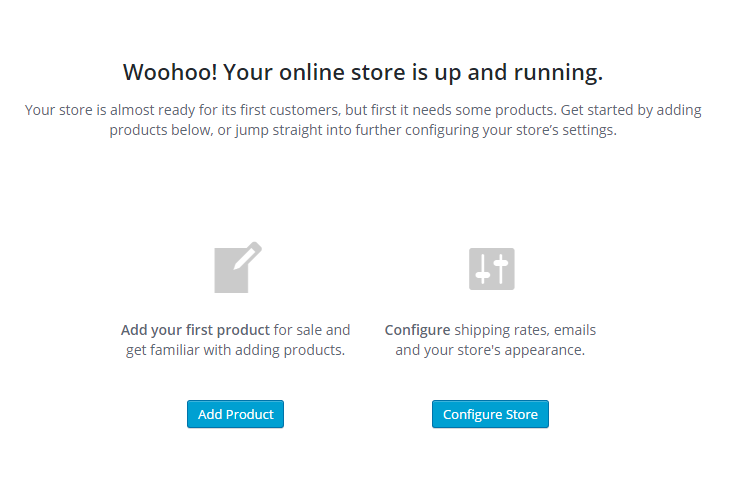 Woohoo! Your online store is up and running.
Your store is almost ready for its first customers, but first it needs some products. Get started by adding
products below, or jump straight into further configuring your store’s settings.
Add your first product for sale and
get familiar with adding products.
Configure shipping rates, emails
and your store's appearance.
Add Product
Configure Store